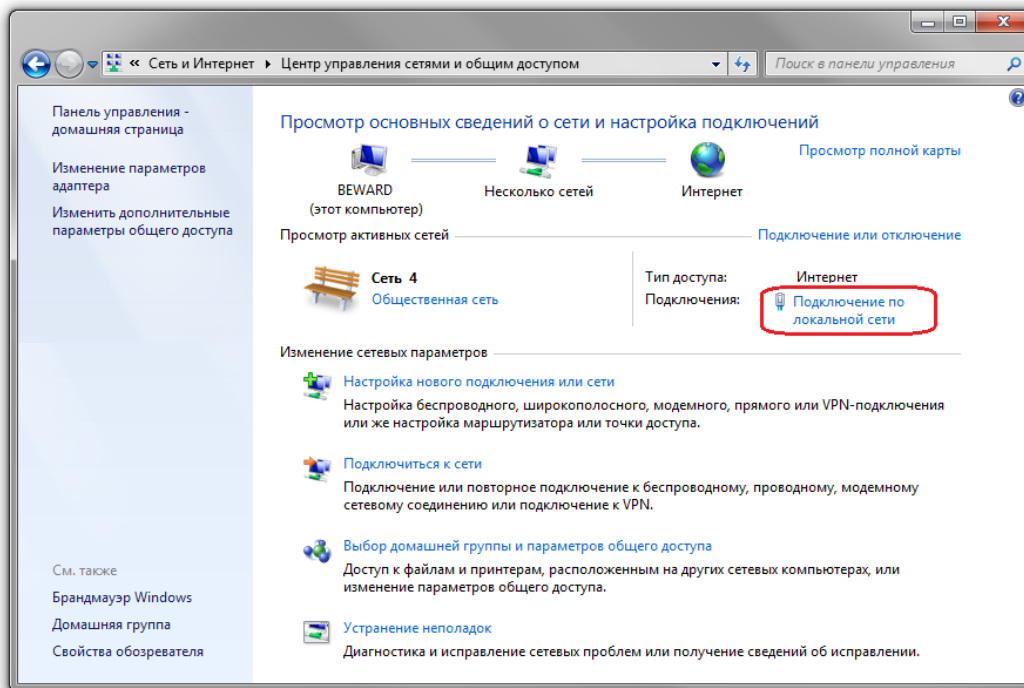 « Сеть и Интернет ▸ Центр управления сетями и общим доступом
Поиск в панели управления
Панель управления -
домашняя страница
Изменение параметров
адаптера
Изменить дополнительные
параметры общего доступа
См. также
Брандмауэр Windows
Домашняя группа
Свойства обозревателя
Просмотр основных сведений о сети и настройка подключений
Просмотр полной карты
BEWARD
(этот компьютер)
Несколько сетей
Интернет
Просмотр активных сетей
Подключение или отключение
Сеть 4
Общественная сеть
Тип доступа: Интернет
Подключения: Подключение по
локальной сети
Изменение сетевых параметров
Настройка нового подключения или сети
Настройка беспроводного, широкополосного, модемного, прямого или VPN-подключения
или же настройка маршрутизатора или точки доступа.
Подключиться к сети
Подключение или повторное подключение к беспроводному, проводному, модемному
сетевому соединению или подключение к VPN.
Выбор домашней группы и параметров общего доступа
Доступ к файлам и принтерам, расположенным на других сетевых компьютерах, или
изменение параметров общего доступа.
Устранение неполадок
Диагностика и исправление сетевых проблем или получение сведений об исправлении.